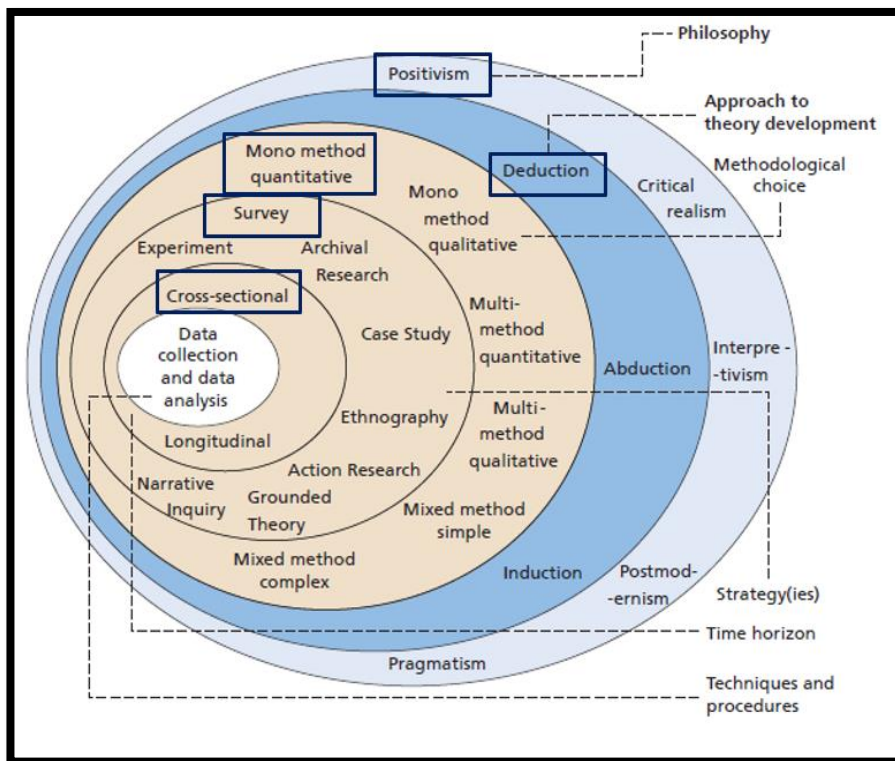 Philosophy
Positivism
Approach to
theory development
Mono method
quantitative
Deduction
Methodological
choice
Critical
realism
Mono
method
qualitative
Survey
Experiment
Archival
Research
Cross-sectional
Data
collection
and data
analysis
Case Study
Multi-
method
quantitative
Interpre -
-tivism
Abduction
Ethnography
Multi-
method
qualitative
Longitudinal
Action Research
Narrative
Inquiry
Grounded
Theory
Mixed method
simple
Mixed method
complex
Induction
Postmod-
-ernism
Strategy(ies)
Time horizon
Pragmatism
Techniques and
procedures